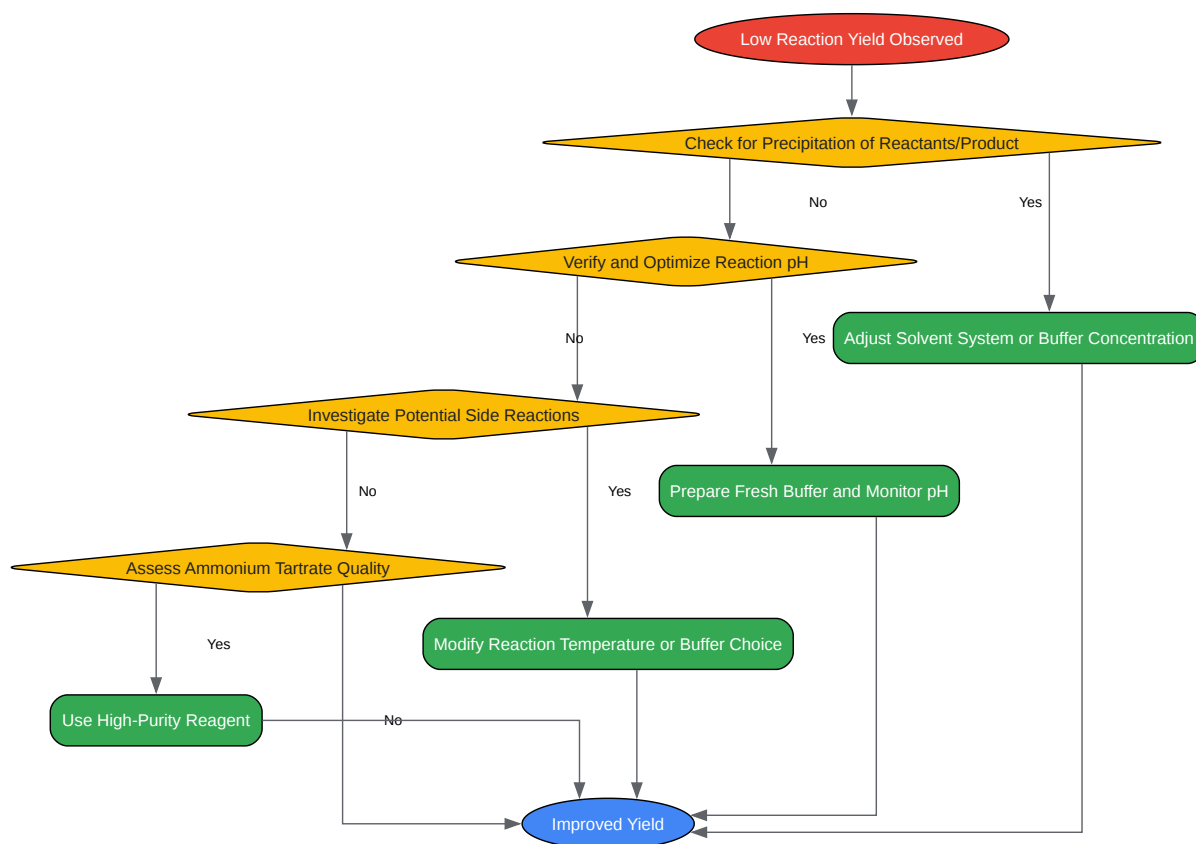 Low Reaction Yield Observed
Check for Precipitation of Reactants/Product
No
Yes
Verify and Optimize Reaction pH
No
Yes
Adjust Solvent System or Buffer Concentration
Investigate Potential Side Reactions
No
Yes
Prepare Fresh Buffer and Monitor pH
Assess Ammonium Tartrate Quality
Yes
Modify Reaction Temperature or Buffer Choice
Use High-Purity Reagent
No
Improved Yield